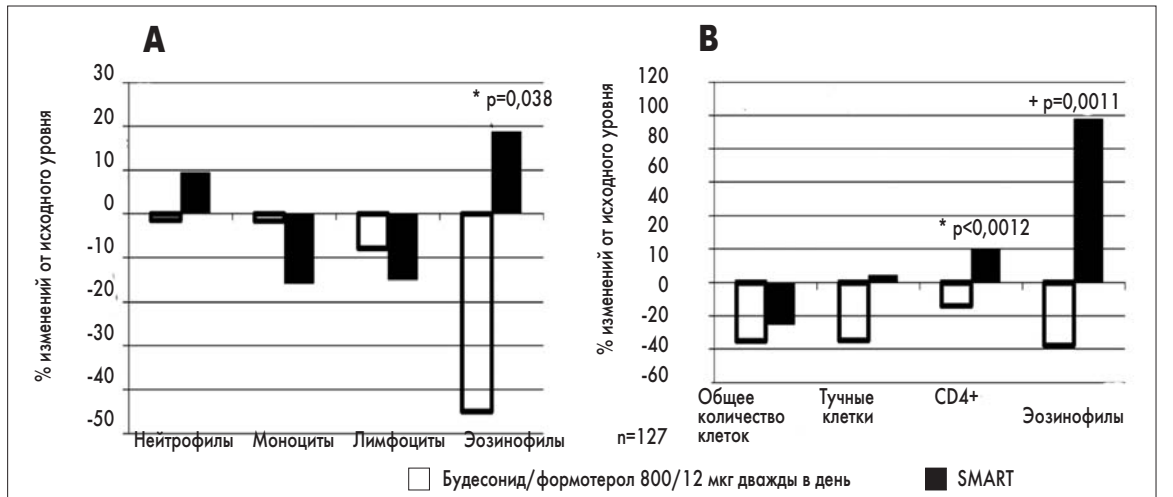 A
% изменений от исходного уровня
30
20
10
0
-10
-20
-30
-40
-50
* p=0,038
Нейтрофилы
Моноциты
Лимфоциты
Эозинофилы
B
% изменений от исходного уровня
120
100
80
60
40
20
10
0
-20
-40
-60
+ p=0,0011
* p<0,0012
Общее
количество
клеток
Тучные
клетки
CD4+
Эозинофилы
n=127
Будесонид/формотерол 800/12 мкг дважды в день
SMART